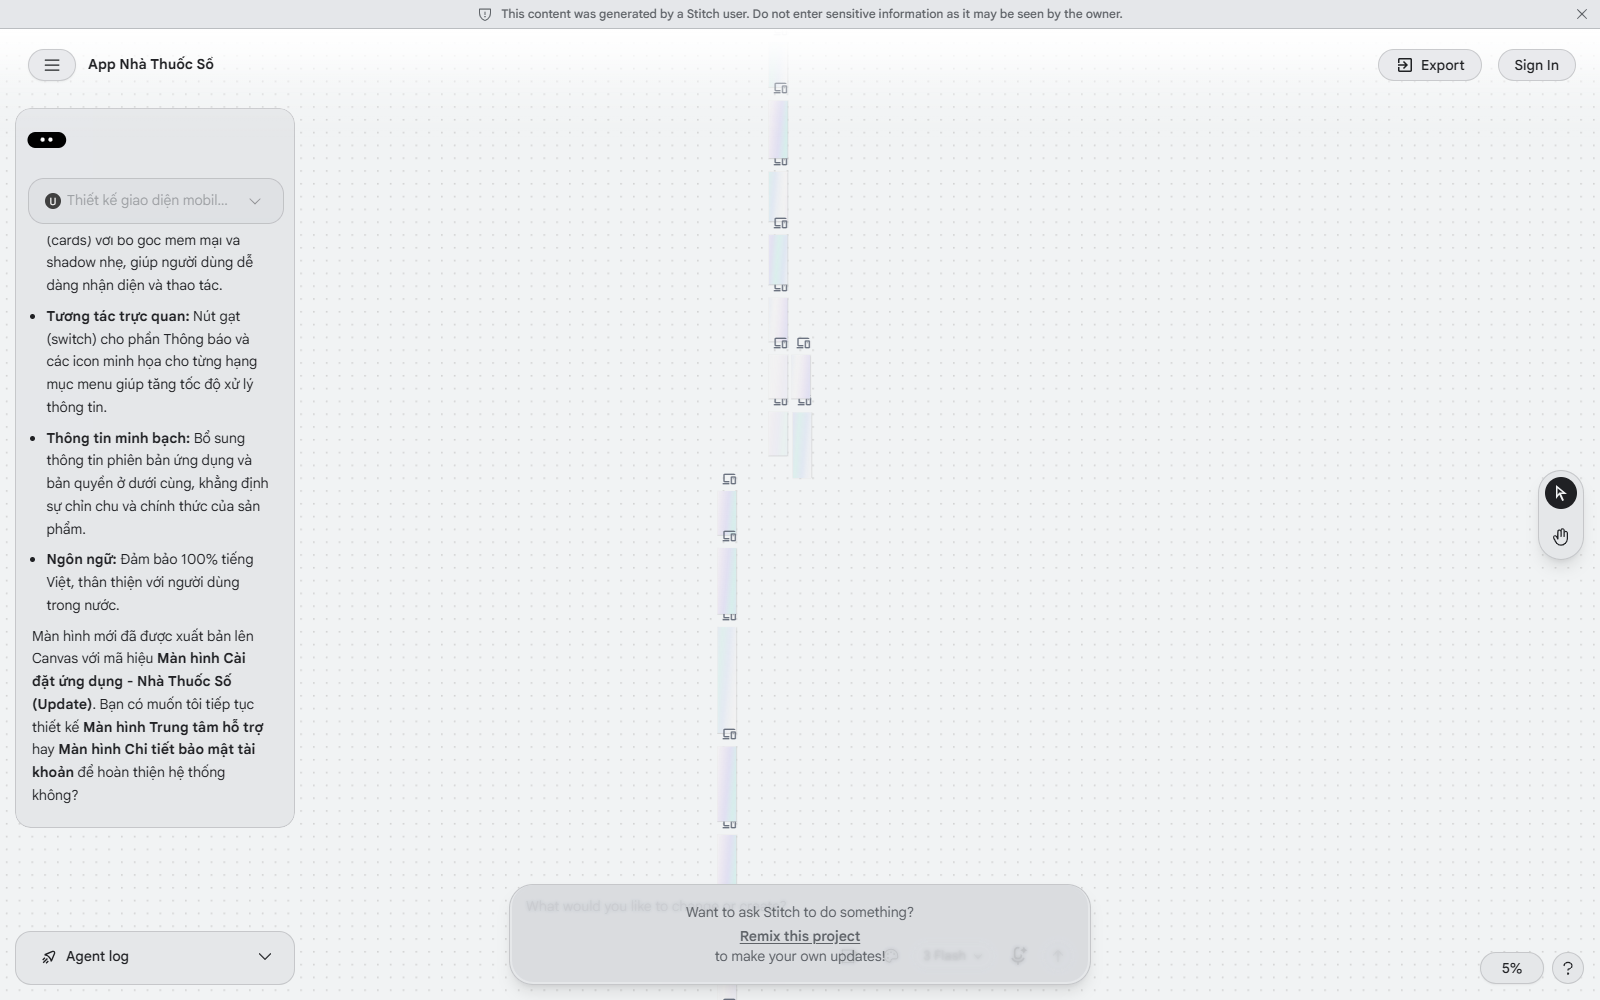 This content was generated by a Stitch user. Do not enter sensitive information as it may be seen by the owner.
App Nhà Thuốc Số
Export
Sign In
U
Thiết kế giao diện mobil...
(cards) với bo góc mềm mại và
shadow nhẹ, giúp người dùng dễ
dàng nhận diện và thao tác.
• Tương tác trực quan: Nút gạt
(switch) cho phần Thông báo và
các icon minh họa cho từng hạng
mục menu giúp tăng tốc độ xử lý
thông tin.
• Thông tin minh bạch: Bổ sung
thông tin phiên bản ứng dụng và
bản quyền ở dưới cùng, khẳng định
sự chỉn chu và chính thức của sản
phẩm.
• Ngôn ngữ: Đảm bảo 100% tiếng
Việt, thân thiện với người dùng
trong nước.
Màn hình mới đã được xuất bản lên
Canvas với mã hiệu Màn hình Cài
đặt ứng dụng - Nhà Thuốc Số
(Update). Bạn có muốn tôi tiếp tục
thiết kế Màn hình Trung tâm hỗ trợ
hay Màn hình Chi tiết bảo mật tài
khoản để hoàn thiện hệ thống
không?
Agent log
What would you like to change or create?
Want to ask Stitch to do something?
Remix this project
to make your own updates!
3 Flash
5%
?